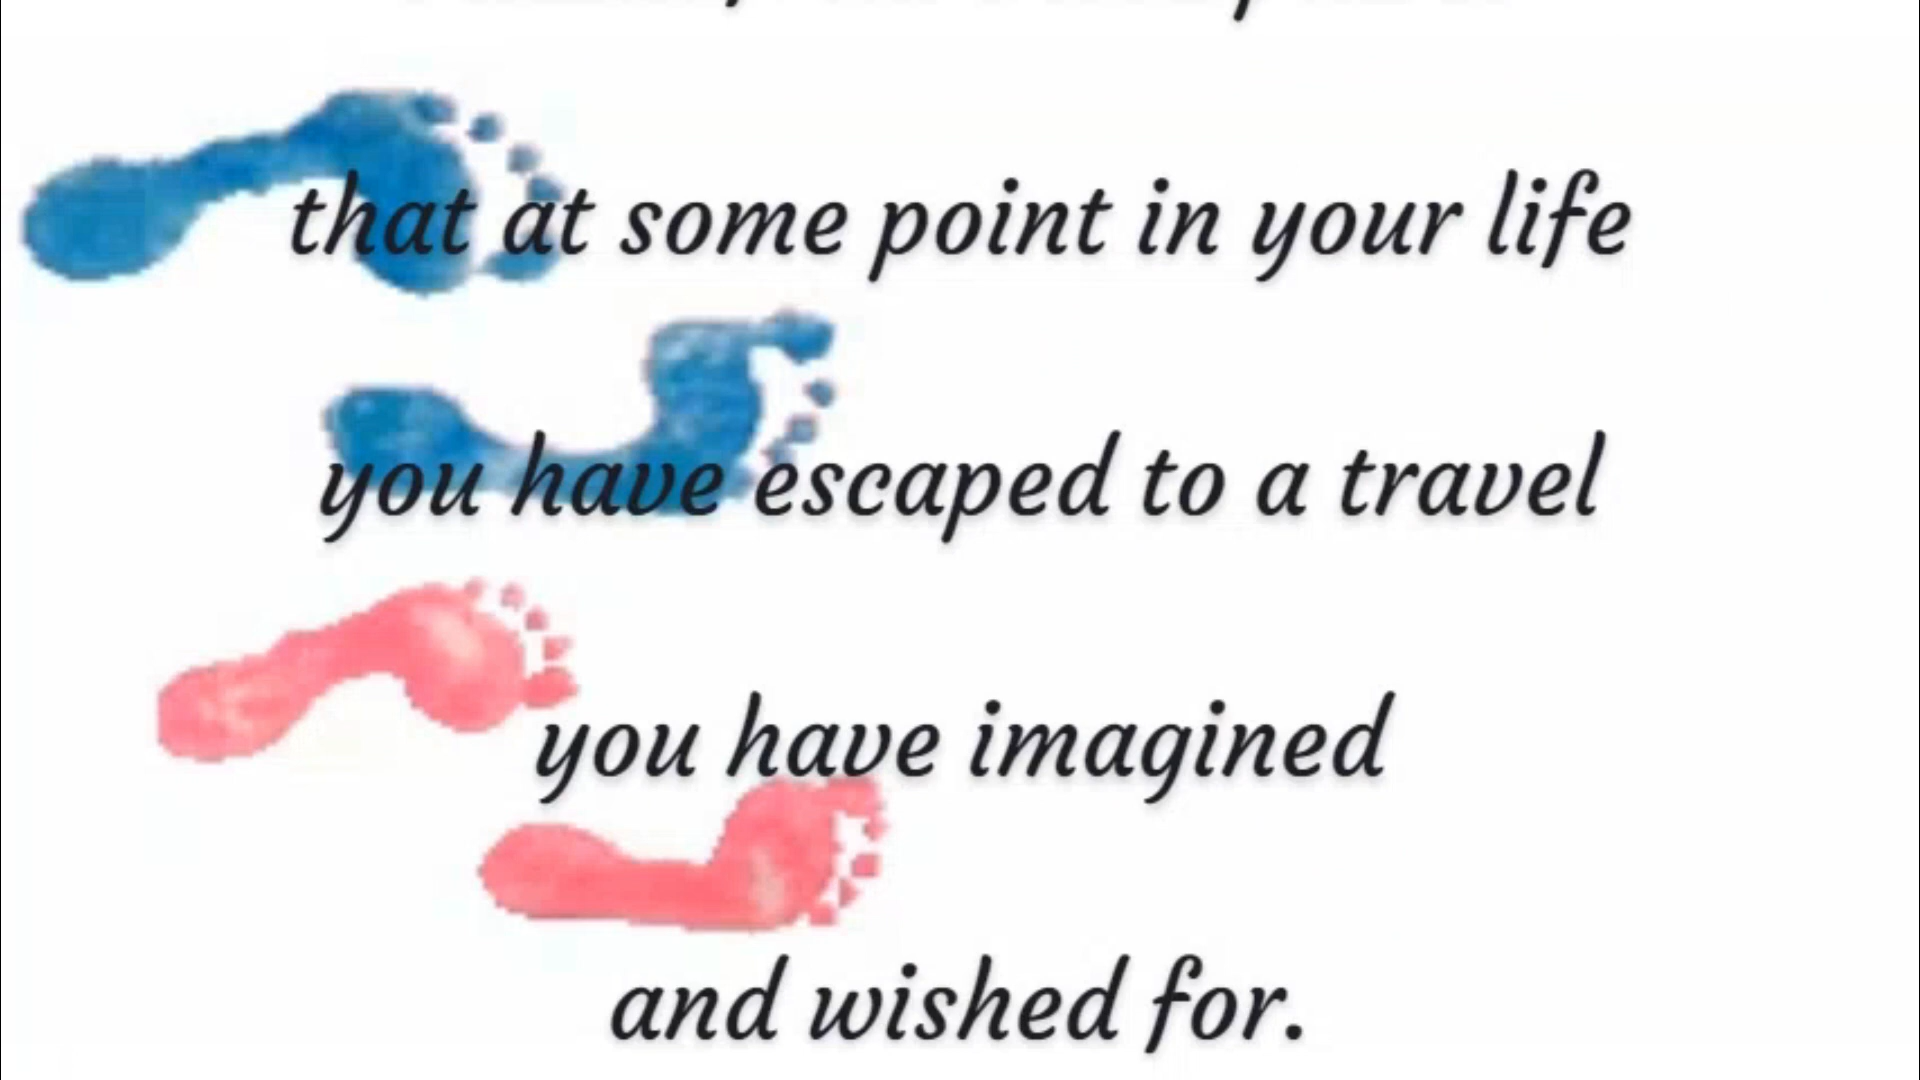 that at some point in your life
you have escaped to a travel
you have imagined
and wished for.